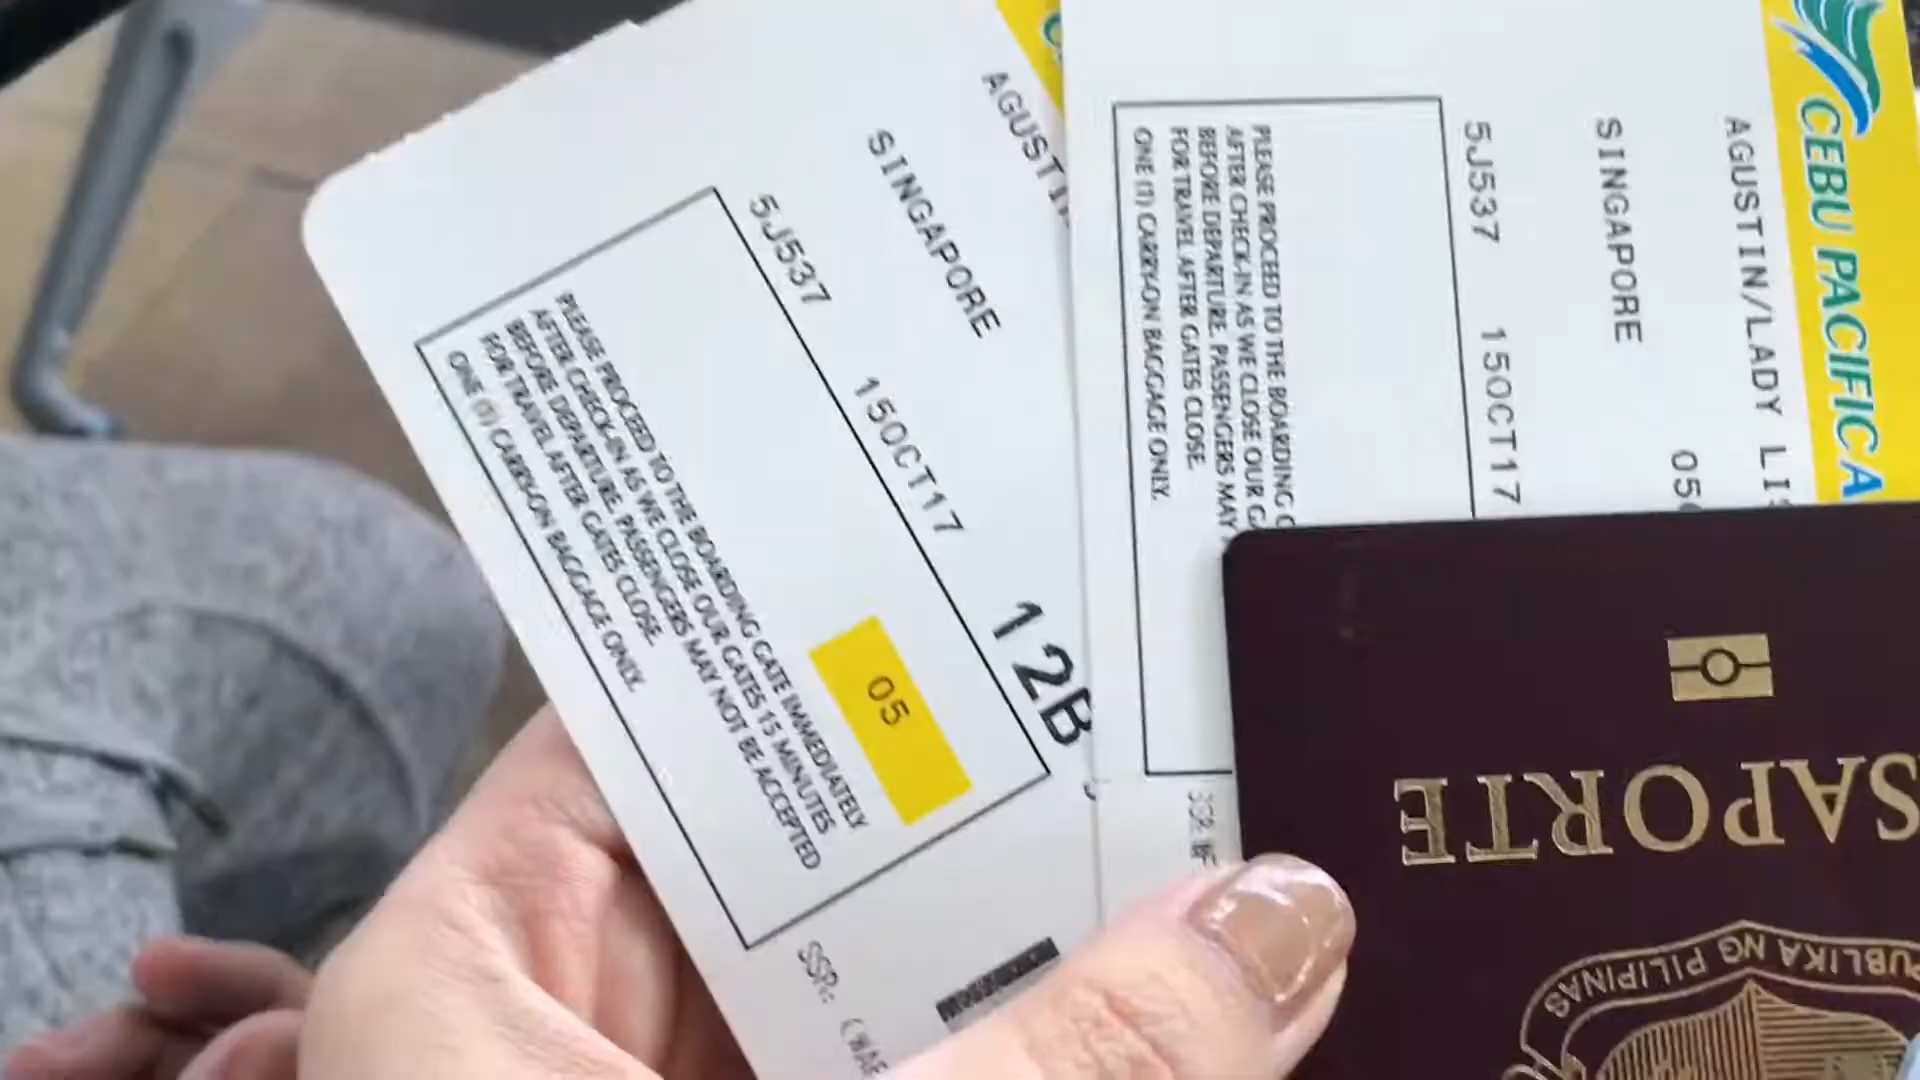 AGUSTI
SINGAPORE
5J537 15OCT17 12B
PLEASE PROCEED TO THE BOARDING GATE IMMEDIATELY
AFTER CHECK-IN AS WE CLOSE OUR GATES 15 MINUTES
BEFORE DEPARTURE. PASSENGERS MAY NOT BE ACCEPTED
FOR TRAVEL AFTER GATES CLOSE.
ONE (1) CARRY-ON BAGGAGE ONLY.
05
SSR:
CEBU PACIFIC A
AGUSTIN/LADY LI
SINGAPORE 05
5J537 15OCT17
PLEASE PROCEED TO THE BOARDING
AFTER CHECK-IN AS WE CLOSE OUR
BEFORE DEPARTURE. PASSENGERS MAY
FOR TRAVEL AFTER GATES CLOSE.
ONE (1) CARRY-ON BAGGAGE ONLY.
SAPORTE
PUBLIKA NG PILIPINAS